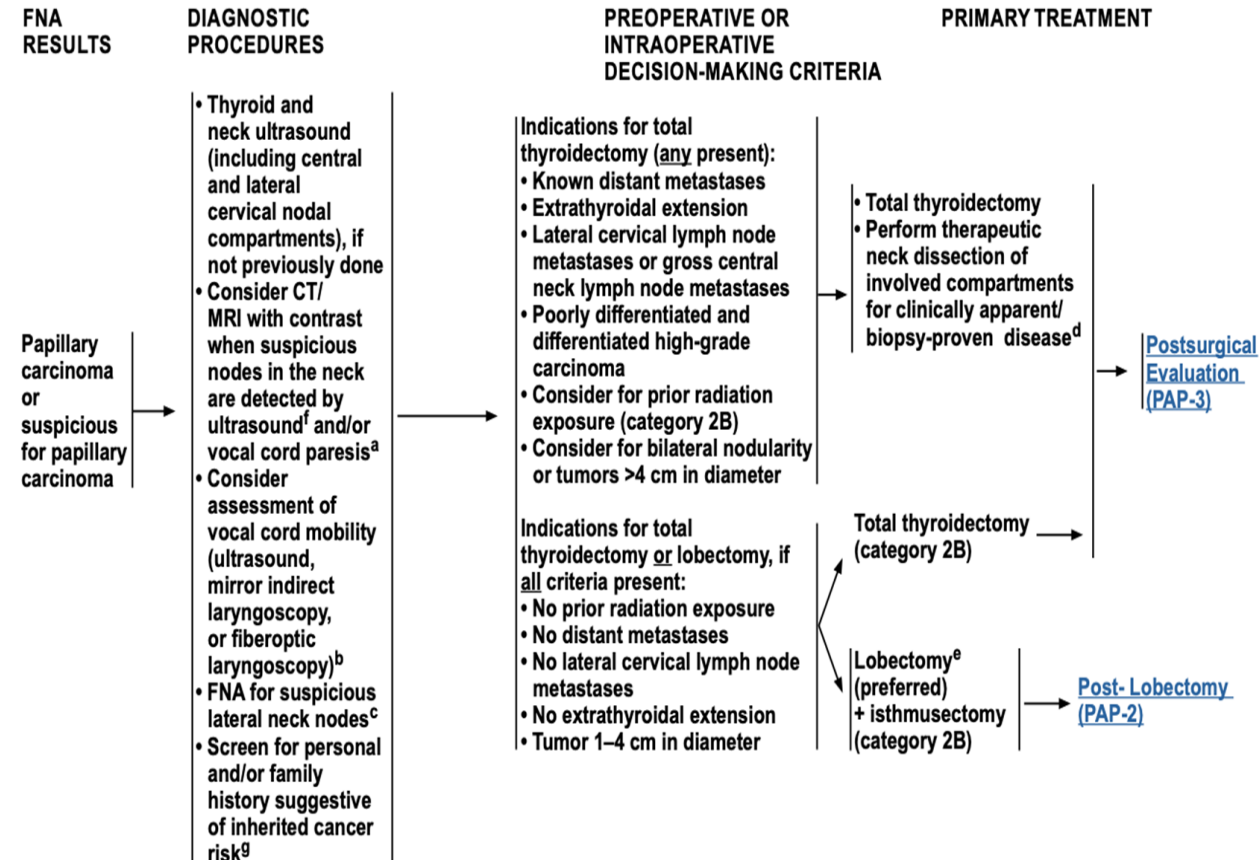 FNA
RESULTS
DIAGNOSTIC
PROCEDURES
PREOPERATIVE OR
INTRAOPERATIVE
DECISION-MAKING CRITERIA
PRIMARY TREATMENT
Papillary
carcinoma
or
suspicious
for papillary
carcinoma
• Thyroid and
neck ultrasound
(including central
and lateral
cervical nodal
compartments), if
not previously done
• Consider CT/
MRI with contrast
when suspicious
nodes in the neck
are detected by
ultrasoundf and/or
vocal cord paresisa
• Consider
assessment of
vocal cord mobility
(ultrasound,
mirror indirect
laryngoscopy,
or fiberoptic
laryngoscopy)b
• FNA for suspicious
lateral neck nodesc
• Screen for personal
and/or family
history suggestive
of inherited cancer
riskg
Indications for total
thyroidectomy (any present):
• Known distant metastases
• Extrathyroidal extension
• Lateral cervical lymph node
metastases or gross central
neck lymph node metastases
• Poorly differentiated and
differentiated high-grade
carcinoma
• Consider for prior radiation
exposure (category 2B)
• Consider for bilateral nodularity
or tumors >4 cm in diameter
Indications for total
thyroidectomy or lobectomy, if
all criteria present:
• No prior radiation exposure
• No distant metastases
• No lateral cervical lymph node
metastases
• No extrathyroidal extension
• Tumor 1–4 cm in diameter
• Total thyroidectomy
• Perform therapeutic
neck dissection of
involved compartments
for clinically apparent/
biopsy-proven diseased
Total thyroidectomy
(category 2B)
Lobectomye
(preferred)
+ isthmusectomy
(category 2B)
Postsurgical
Evaluation
(PAP-3)
Post- Lobectomy
(PAP-2)